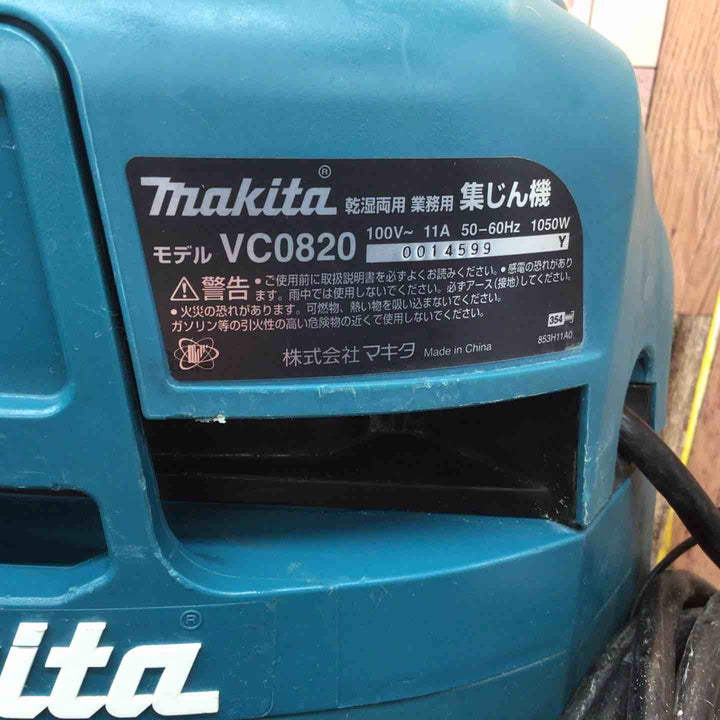 makita® 乾湿両用 業務用 集じん機
モデル VC0820 100V~ 11A 50-60Hz 1050W
0014599 Y
警告 • ご使用前に取扱説明書を必ずよくお読みください。• 感電の恐れがあり
ます。雨中では使用しないでください。必ずアース(接地)してください。
• 火災の恐れがあります。可燃物、熱い物を吸い込まないでください。
ガソリン等の引火性の高い危険物の近くで使用しないでください。
354
853H11A0
株式会社 マキタ Made in China
ita